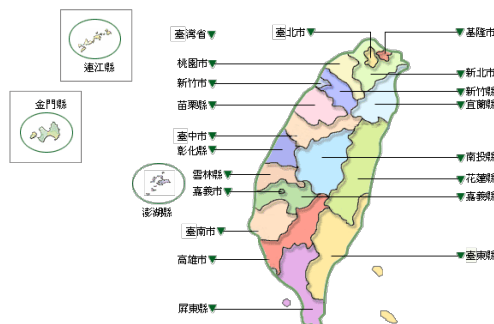 連江縣
金門縣
澎湖縣
臺灣省
桃園市
新竹市
苗栗縣
臺中市
彰化縣
雲林縣
嘉義市
臺南市
高雄市
屏東縣
臺北市
基隆市
新北市
新竹縣
宜蘭縣
南投縣
花蓮縣
嘉義縣
臺東縣